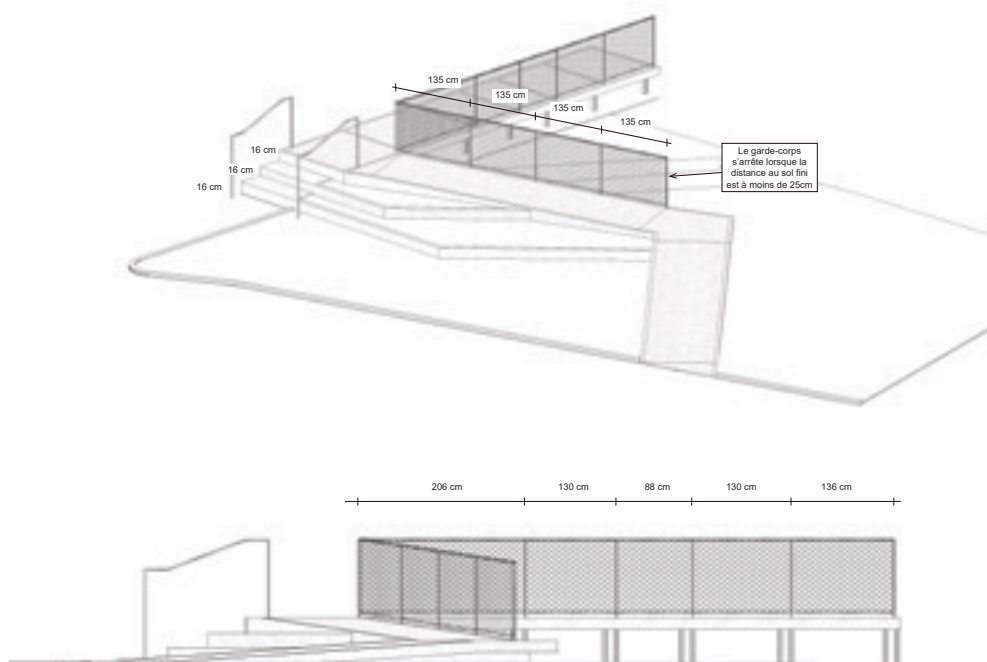 135 cm
135 cm
135 cm
135 cm
16 cm
16 cm
16 cm
Le garde-corps
s'arrête lorsque la
distance au sol fini
est à moins de 25cm
206 cm
130 cm
88 cm
130 cm
136 cm